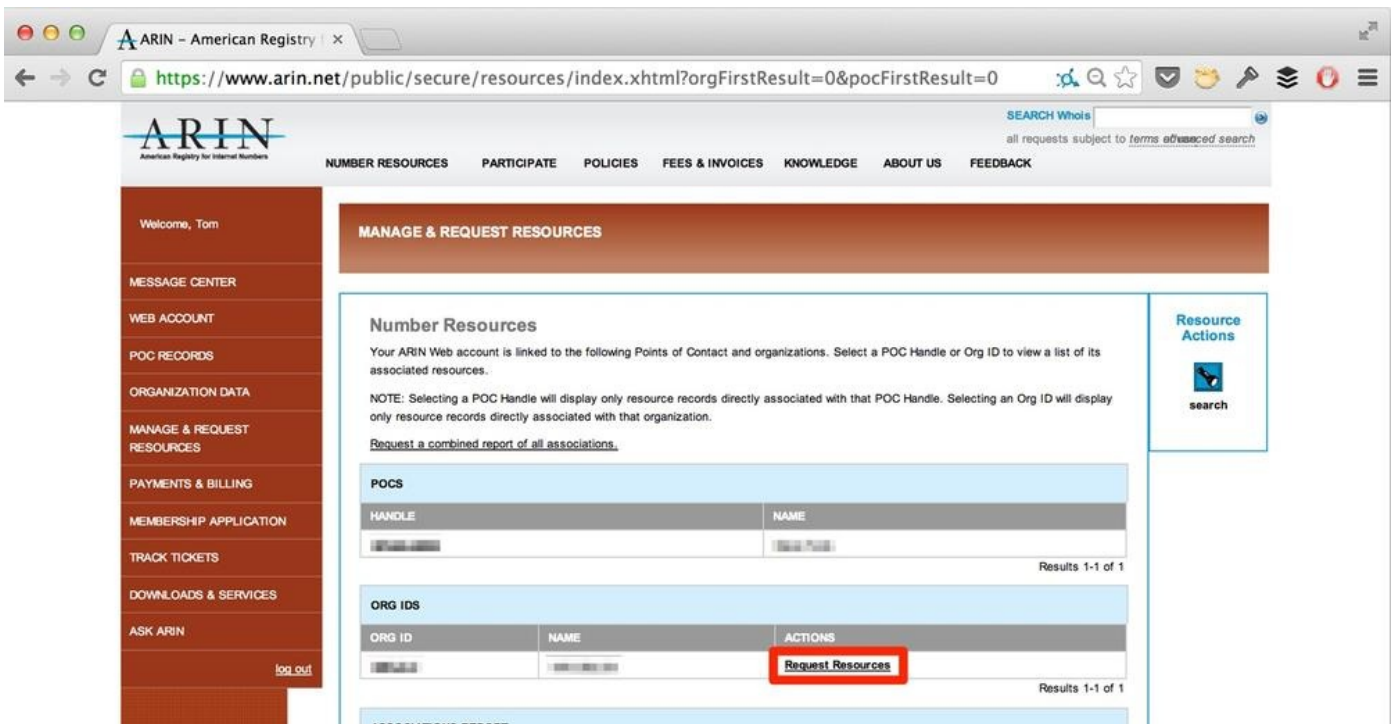 ARIN – American Registry
https://www.arin.net/public/secure/resources/index.xhtml?orgFirstResult=0&pocFirstResult=0
ARIN
American Registry for Internet Numbers
SEARCH Whois
all requests subject to terms advanced search
NUMBER RESOURCES PARTICIPATE POLICIES FEES & INVOICES KNOWLEDGE ABOUT US FEEDBACK
Welcome, Tom
MESSAGE CENTER
WEB ACCOUNT
POC RECORDS
ORGANIZATION DATA
MANAGE & REQUEST
RESOURCES
PAYMENTS & BILLING
MEMBERSHIP APPLICATION
TRACK TICKETS
DOWNLOADS & SERVICES
ASK ARIN
log out
MANAGE & REQUEST RESOURCES
Number Resources
Your ARIN Web account is linked to the following Points of Contact and organizations. Select a POC Handle or Org ID to view a list of its
associated resources.
NOTE: Selecting a POC Handle will display only resource records directly associated with that POC Handle. Selecting an Org ID will display
only resource records directly associated with that organization.
Request a combined report of all associations.
POCS
HANDLE NAME
Results 1-1 of 1
ORG IDS
ORG ID NAME ACTIONS
Request Resources
Results 1-1 of 1
Resource
Actions
search